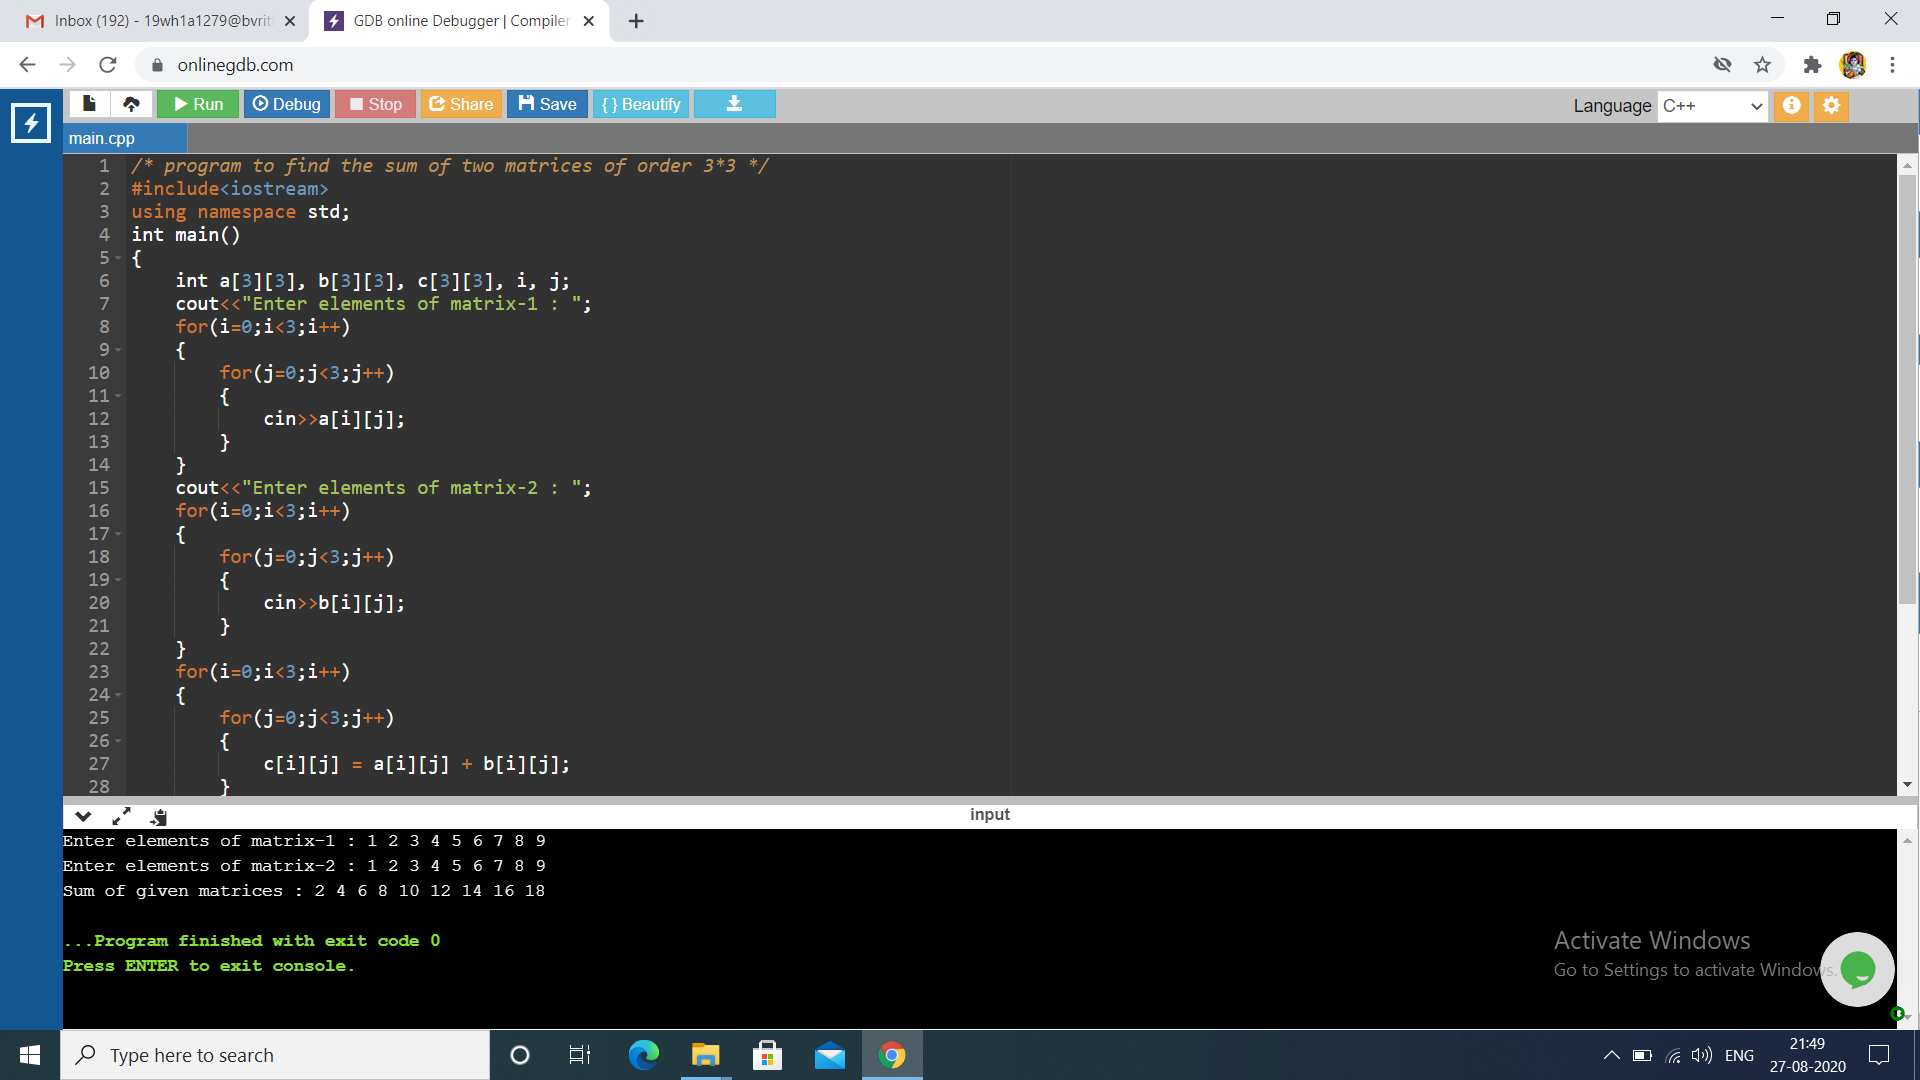 Inbox (192) - 19wh1a1279@bvrit
GDB online Debugger | Compiler
onlinegdb.com
Run Debug Stop Share Save { } Beautify Language C++
main.cpp
1 /* program to find the sum of two matrices of order 3*3 */
2 #include<iostream>
3 using namespace std;
4 int main()
5 {
6 int a[3][3], b[3][3], c[3][3], i, j;
7 cout<<"Enter elements of matrix-1 : ";
8 for(i=0;i<3;i++)
9 {
10 for(j=0;j<3;j++)
11 {
12 cin>>a[i][j];
13 }
14 }
15 cout<<"Enter elements of matrix-2 : ";
16 for(i=0;i<3;i++)
17 {
18 for(j=0;j<3;j++)
19 {
20 cin>>b[i][j];
21 }
22 }
23 for(i=0;i<3;i++)
24 {
25 for(j=0;j<3;j++)
26 {
27 c[i][j] = a[i][j] + b[i][j];
28 }
input
Enter elements of matrix-1 : 1 2 3 4 5 6 7 8 9
Enter elements of matrix-2 : 1 2 3 4 5 6 7 8 9
Sum of given matrices : 2 4 6 8 10 12 14 16 18
...Program finished with exit code 0
Press ENTER to exit console.
Activate Windows
Go to Settings to activate Windows.
Type here to search
ENG
21:49
27-08-2020